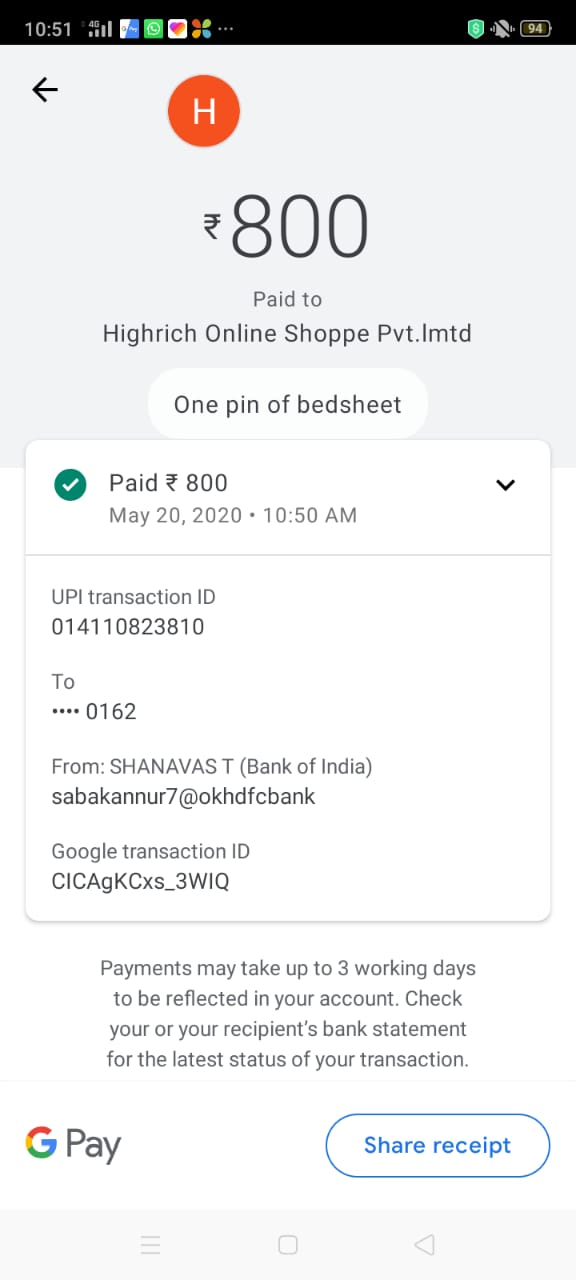 10:51 4G 94
H
₹800
Paid to
Highrich Online Shoppe Pvt.lmtd
One pin of bedsheet
Paid ₹ 800
May 20, 2020 • 10:50 AM
UPI transaction ID
014110823810
To
•••• 0162
From: SHANAVAS T (Bank of India)
sabakannur7@okhdfcbank
Google transaction ID
CICAgKCxs_3WIQ
Payments may take up to 3 working days
to be reflected in your account. Check
your or your recipient's bank statement
for the latest status of your transaction.
G Pay Share receipt